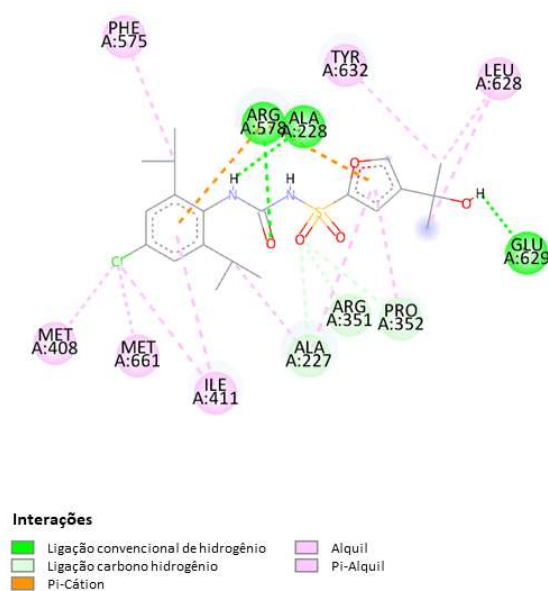 PHE
A:575
TYR
A:632
LEU
A:628
ARG
A:578
ALA
A:228
H
N
H
N
O
S
O
O
O
O
H
GLU
A:629
Cl
ARG
A:351
PRO
A:352
MET
A:408
MET
A:661
ALA
A:227
ILE
A:411
Interações
Ligação convencional de hidrogênio
Ligação carbono hidrogênio
Pi-Cátion
Alquil
Pi-Alquil